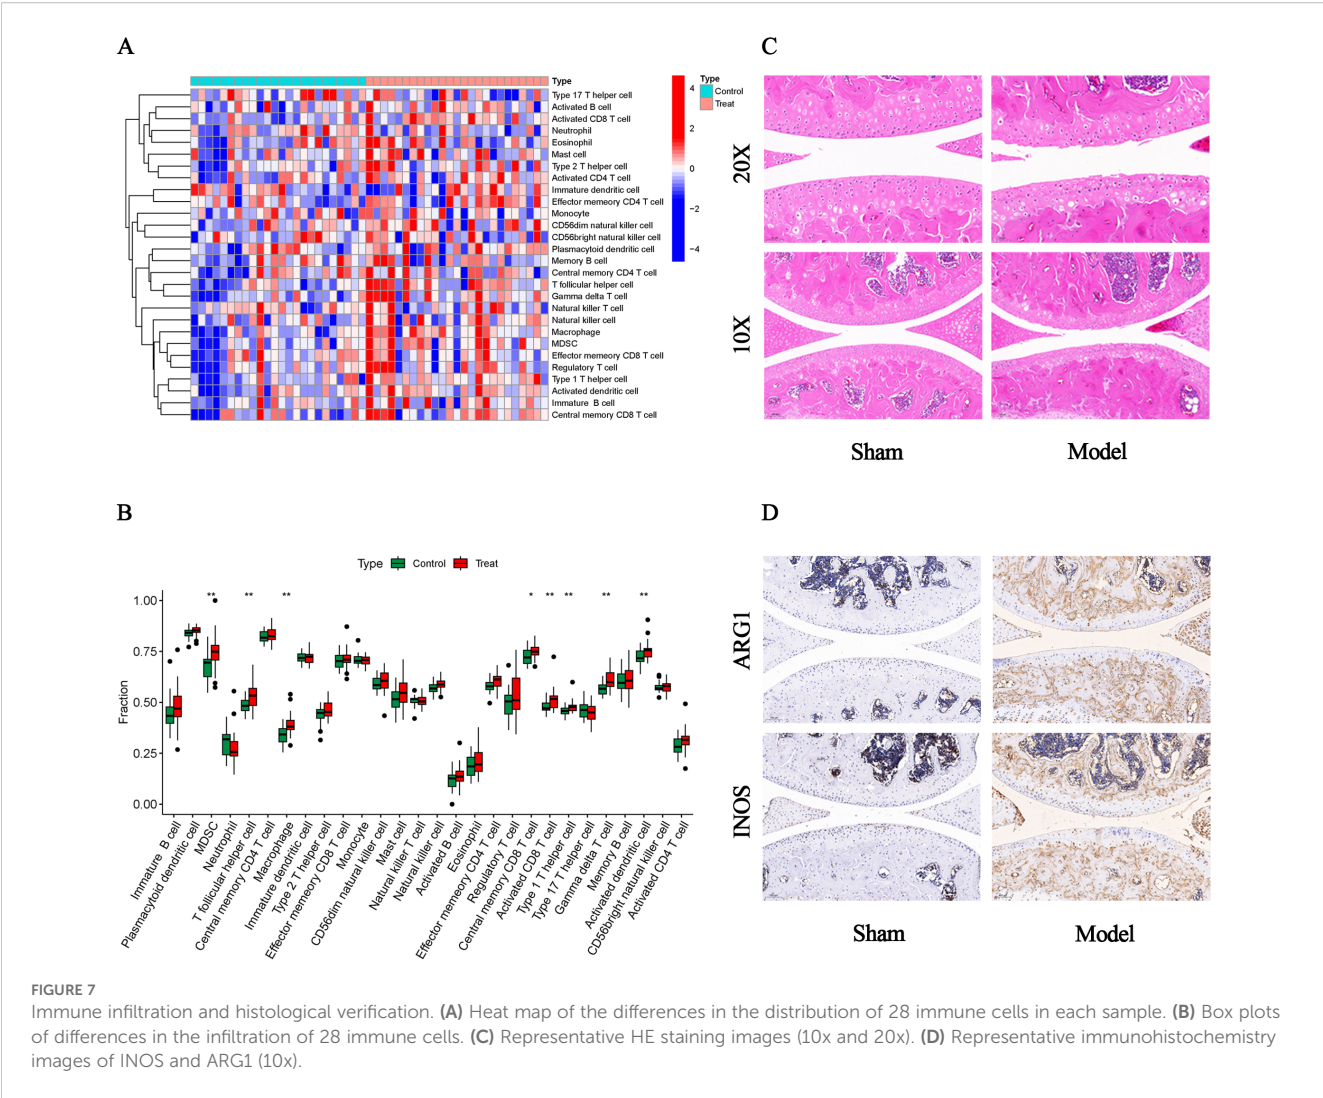 A
Type
Type 17 T helper cell
Activated B cell
Activated CD8 T cell
Neutrophil
Eosinophil
Mast cell
Type 2 T helper cell
Activated CD4 T cell
Immature dendritic cell
Effector memeory CD4 T cell
Monocyte
CD56dim natural killer cell
CD56bright natural killer cell
Plasmacytoid dendritic cell
Memory B cell
Central memory CD4 T cell
T follicular helper cell
Gamma delta T cell
Natural killer T cell
Natural killer cell
Macrophage
MDSC
Effector memeory CD8 T cell
Regulatory T cell
Type 1 T helper cell
Activated dendritic cell
Immature B cell
Central memory CD8 T cell
4
2
0
−2
−4
Type
Control
Treat
C
20X
10X
Sham Model
B
Type Control Treat
** ** ** * ** ** ** **
Fraction
1.00
0.75
0.50
0.25
0.00
Immature B cell
Plasmacytoid dendritic cell
MDSC
Neutrophil
T follicular helper cell
Central memory CD4 T cell
Macrophage
Immature dendritic cell
Type 2 T helper cell
Effector memeory CD8 T cell
Monocyte
CD56dim natural killer cell
Mast cell
Natural killer T cell
Natural killer cell
Activated B cell
Eosinophil
Effector memeory CD4 T cell
Regulatory T cell
Central memory CD8 T cell
Activated CD8 T cell
Type 1 T helper cell
Type 17 T helper cell
Gamma delta T cell
Memory B cell
Activated dendritic cell
CD56bright natural killer cell
Activated CD4 T cell
D
ARG1
INOS
Sham Model
FIGURE 7
Immune infiltration and histological verification. (A) Heat map of the differences in the distribution of 28 immune cells in each sample. (B) Box plots
of differences in the infiltration of 28 immune cells. (C) Representative HE staining images (10x and 20x). (D) Representative immunohistochemistry
images of INOS and ARG1 (10x).